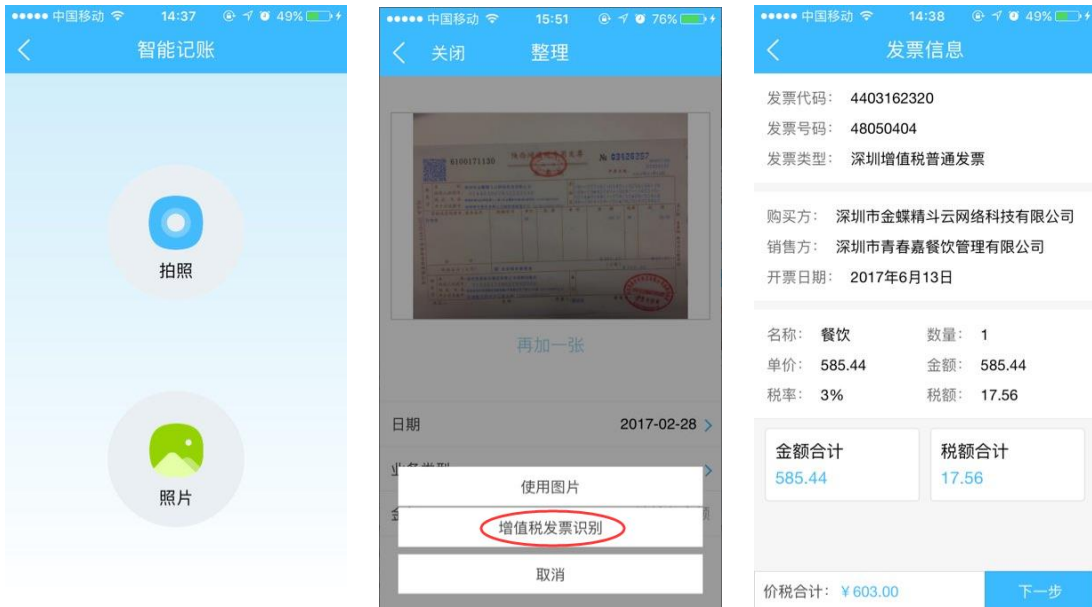 中国移动 14:37 49%
智能记账
拍照
照片
中国移动 15:51 76%
关闭 整理
6100171130
№ 03126207
再加一张
日期 2017-02-28
使用图片
增值税发票识别
取消
中国移动 14:38 49%
发票信息
发票代码： 4403162320
发票号码： 48050404
发票类型： 深圳增值税普通发票
购买方： 深圳市金蝶精斗云网络科技有限公司
销售方： 深圳市青春嘉餐饮管理有限公司
开票日期： 2017年6月13日
名称： 餐饮 数量： 1
单价： 585.44 金额： 585.44
税率： 3% 税额： 17.56
金额合计 税额合计
585.44 17.56
价税合计：￥603.00 下一步